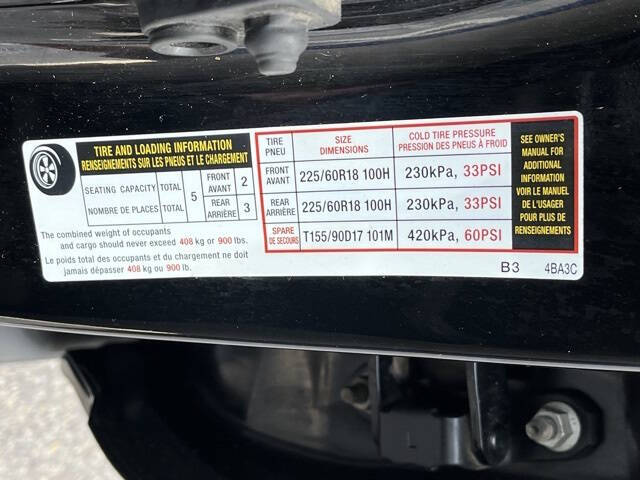 TIRE AND LOADING INFORMATION
RENSEIGNEMENTS SUR LES PNEUS ET LE CHARGEMENT
SEATING CAPACITY TOTAL 5 FRONT AVANT 2
NOMBRE DE PLACES TOTAL REAR ARRIÈRE 3
The combined weight of occupants
and cargo should never exceed 408 kg or 900 lbs.
Le poids total des occupants et du chargement ne doit
jamais dépasser 408 kg ou 900 lb.
TIRE PNEU SIZE DIMENSIONS COLD TIRE PRESSURE PRESSION DES PNEUS À FROID
FRONT AVANT 225/60R18 100H 230kPa, 33PSI
REAR ARRIÈRE 225/60R18 100H 230kPa, 33PSI
SPARE DE SECOURS T155/90D17 101M 420kPa, 60PSI
SEE OWNER'S
MANUAL FOR
ADDITIONAL
INFORMATION
VOIR LE MANUEL
DE L'USAGER
POUR PLUS DE
RENSEIGNEMENTS
B3 4BA3C